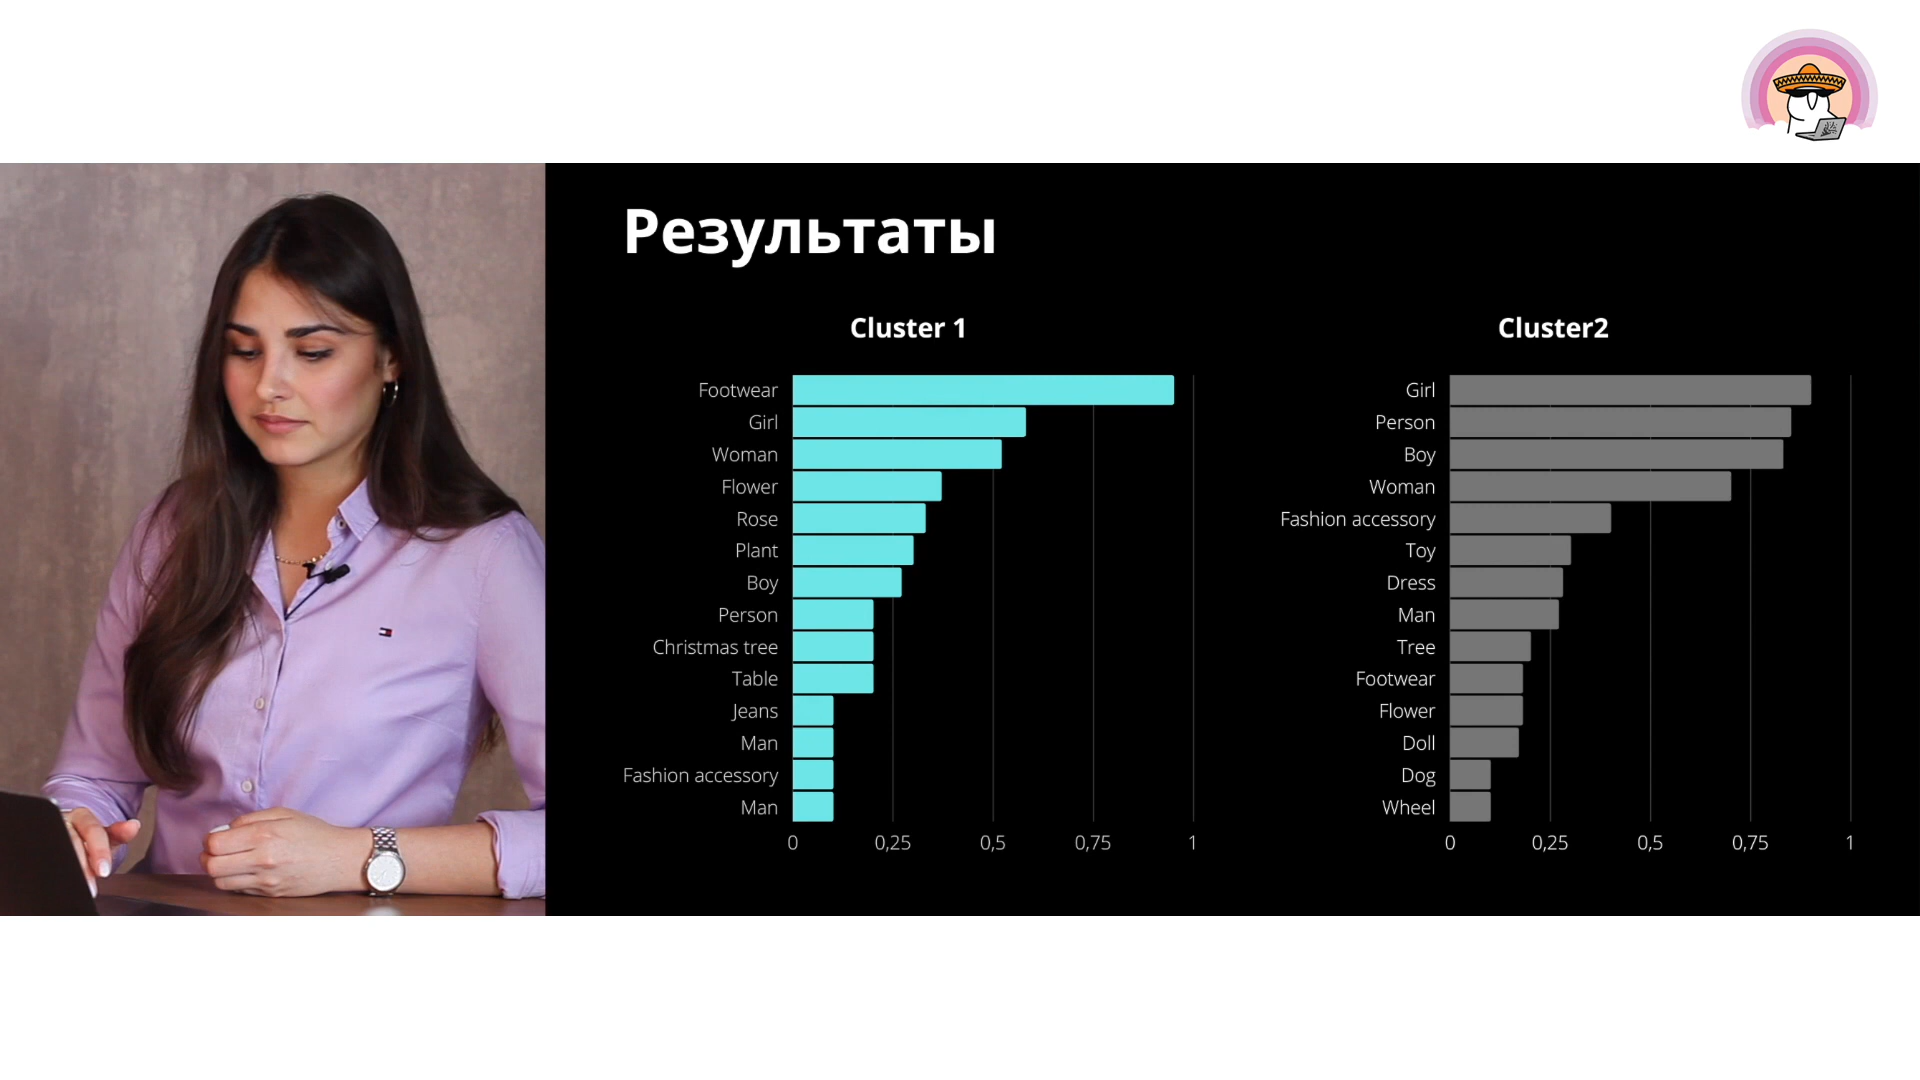 Результаты
Cluster 1
Footwear
Girl
Woman
Flower
Rose
Plant
Boy
Person
Christmas tree
Table
Jeans
Man
Fashion accessory
Man
0 0,25 0,5 0,75 1
Cluster2
Girl
Person
Boy
Woman
Fashion accessory
Toy
Dress
Man
Tree
Footwear
Flower
Doll
Dog
Wheel
0 0,25 0,5 0,75 1